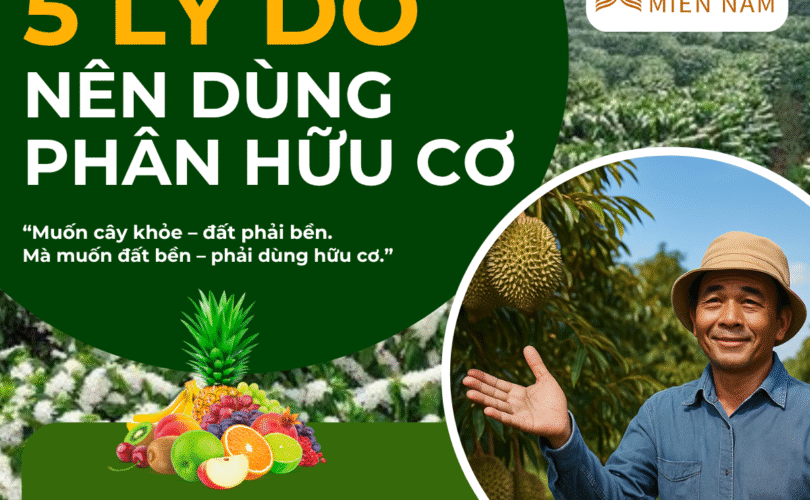 5 LÝ DO
MIỀN NAM
NÊN DÙNG
PHÂN HỮU CƠ
“Muốn cây khỏe – đất phải bền.
Mà muốn đất bền – phải dùng hữu cơ.”